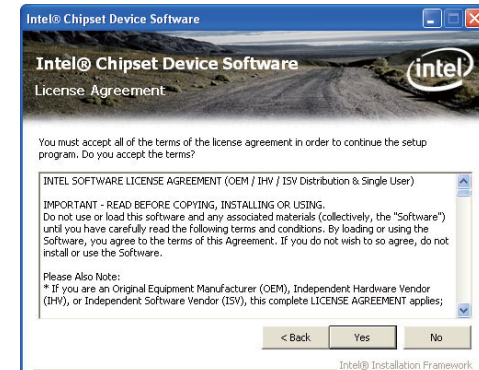 Intel® Chipset Device Software
Intel® Chipset Device Software
License Agreement
intel
You must accept all of the terms of the license agreement in order to continue the setup
program. Do you accept the terms?
INTEL SOFTWARE LICENSE AGREEMENT (OEM / IHV / ISV Distribution & Single User)
IMPORTANT - READ BEFORE COPYING, INSTALLING OR USING.
Do not use or load this software and any associated materials (collectively, the "Software")
until you have carefully read the following terms and conditions. By loading or using the
Software, you agree to the terms of this Agreement. If you do not wish to so agree, do not
install or use the Software.
Please Also Note:
* If you are an Original Equipment Manufacturer (OEM), Independent Hardware Vendor
(IHV), or Independent Software Vendor (ISV), this complete LICENSE AGREEMENT applies;
< Back Yes No
Intel® Installation Framework